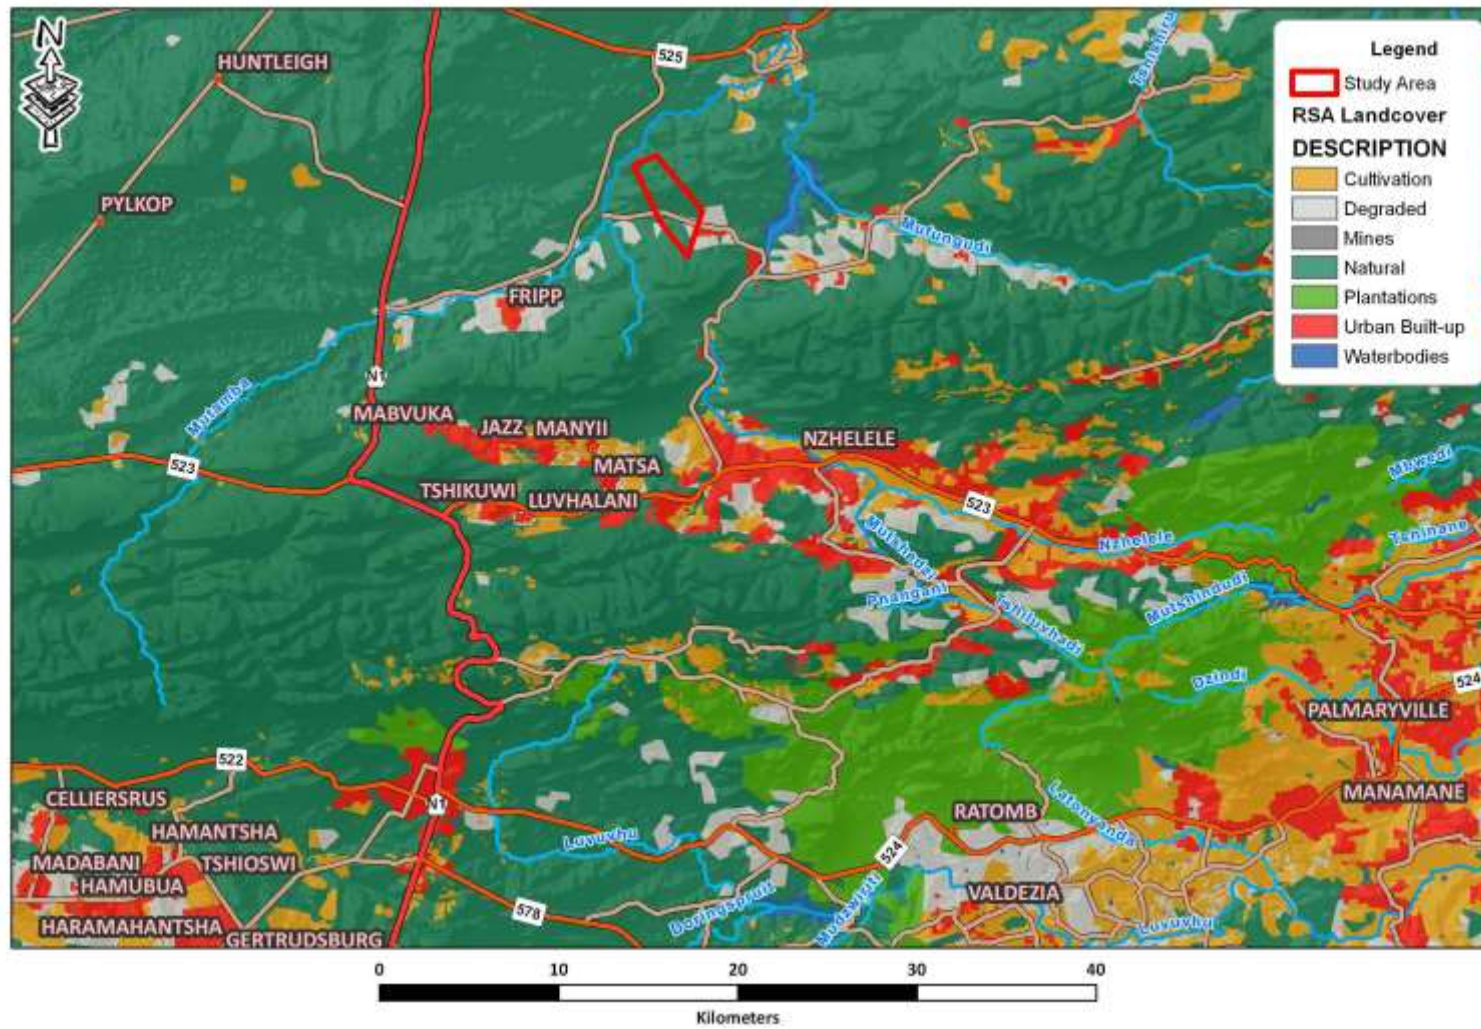 N
HUNTLEIGH
525
Tshishiru
Legend
Study Area
RSA Landcover
DESCRIPTION
Cultivation
Degraded
Mines
Natural
Plantations
Urban Built-up
Waterbodies
PYLKOP
Mufungudi
FRIPP
N1
Mutamba
MABVUKA
JAZZ MANYII
NZHELELE
MATSA
523
TSHIKUWI
LUVHALANI
523
Mbwedi
Mutshedzi
Nzhelele
Tshinane
Phangani
Tshiluvhadi
Mutshindudi
Dzindi
524
PALMARYVILLE
522
CELLIERSRUS
N1
RATOMB
MANAMANE
HAMANTSHA
Luvuvhu
Latonyanda
MADABANI
TSHIOSWI
524
HAMUBUA
VALDEZIA
HARAMAHANTSHA
578
Doringspruit
Mudzwiriti
Luvuvhu
GERTRUDSBURG
0 10 20 30 40
Kilometers